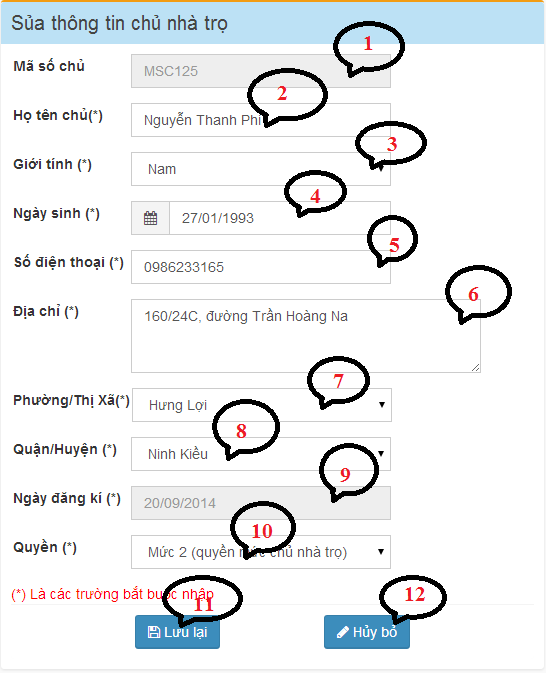 Sủa thông tin chủ nhà trọ
1
Mã số chủ MSC125
2
Họ tên chủ(*) Nguyễn Thanh Phi
3
Giới tính (*) Nam
4
Ngày sinh (*) 27/01/1993
5
Số điện thoại (*) 0986233165
6
Địa chỉ (*) 160/24C, đường Trần Hoàng Na
7
Phường/Thị Xã(*) Hưng Lợi
8
Quận/Huyện (*) Ninh Kiều
9
Ngày đăng kí (*) 20/09/2014
10
Quyền (*) Mức 2 (quyền mức chủ nhà trọ)
(*) Là các trường bắt buộc nhập
11 12
Lưu lại Hủy bỏ